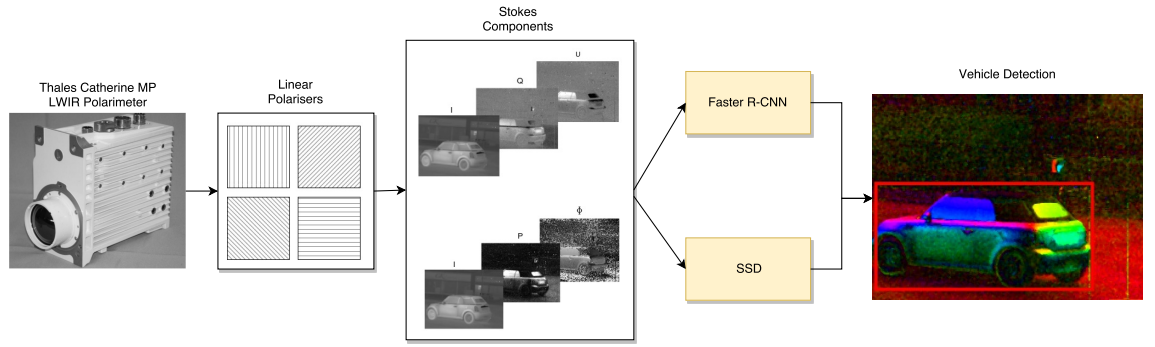 Thales Catherine MP
LWIR Polarimeter
Linear
Polarisers
Stokes
Components
U
Q
I
Φ
P
I
Faster R-CNN
SSD
Vehicle Detection